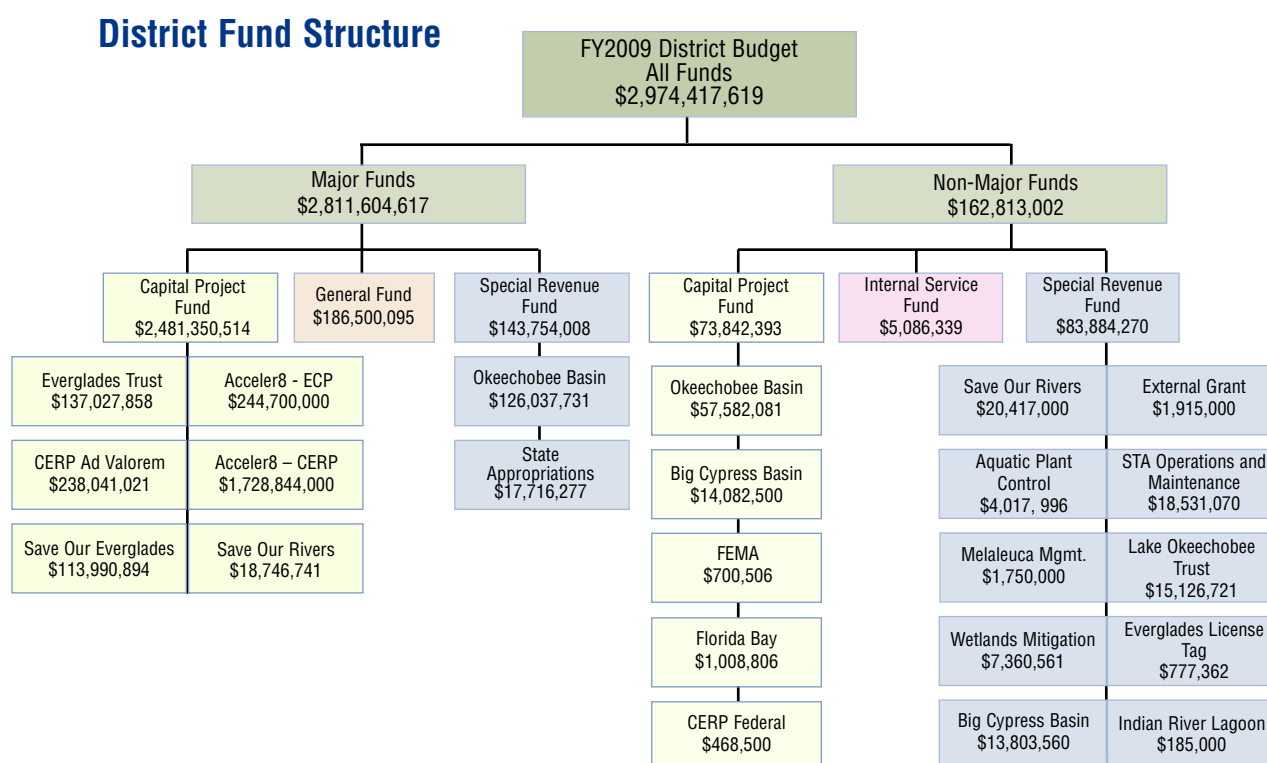 District Fund Structure
FY2009 District Budget
All Funds
$2,974,417,619
Major Funds
$2,811,604,617
Non-Major Funds
$162,813,002
Capital Project
Fund
$2,481,350,514
General Fund
$186,500,095
Special Revenue
Fund
$143,754,008
Capital Project
Fund
$73,842,393
Internal Service
Fund
$5,086,339
Special Revenue
Fund
$83,884,270
Everglades Trust
$137,027,858
Acceler8 - ECP
$244,700,000
CERP Ad Valorem
$238,041,021
Acceler8 – CERP
$1,728,844,000
Save Our Everglades
$113,990,894
Save Our Rivers
$18,746,741
Okeechobee Basin
$126,037,731
State
Appropriations
$17,716,277
Okeechobee Basin
$57,582,081
Big Cypress Basin
$14,082,500
FEMA
$700,506
Florida Bay
$1,008,806
CERP Federal
$468,500
Save Our Rivers
$20,417,000
External Grant
$1,915,000
Aquatic Plant
Control
$4,017, 996
STA Operations and
Maintenance
$18,531,070
Melaleuca Mgmt.
$1,750,000
Lake Okeechobee
Trust
$15,126,721
Wetlands Mitigation
$7,360,561
Everglades License
Tag
$777,362
Big Cypress Basin
$13,803,560
Indian River Lagoon
$185,000